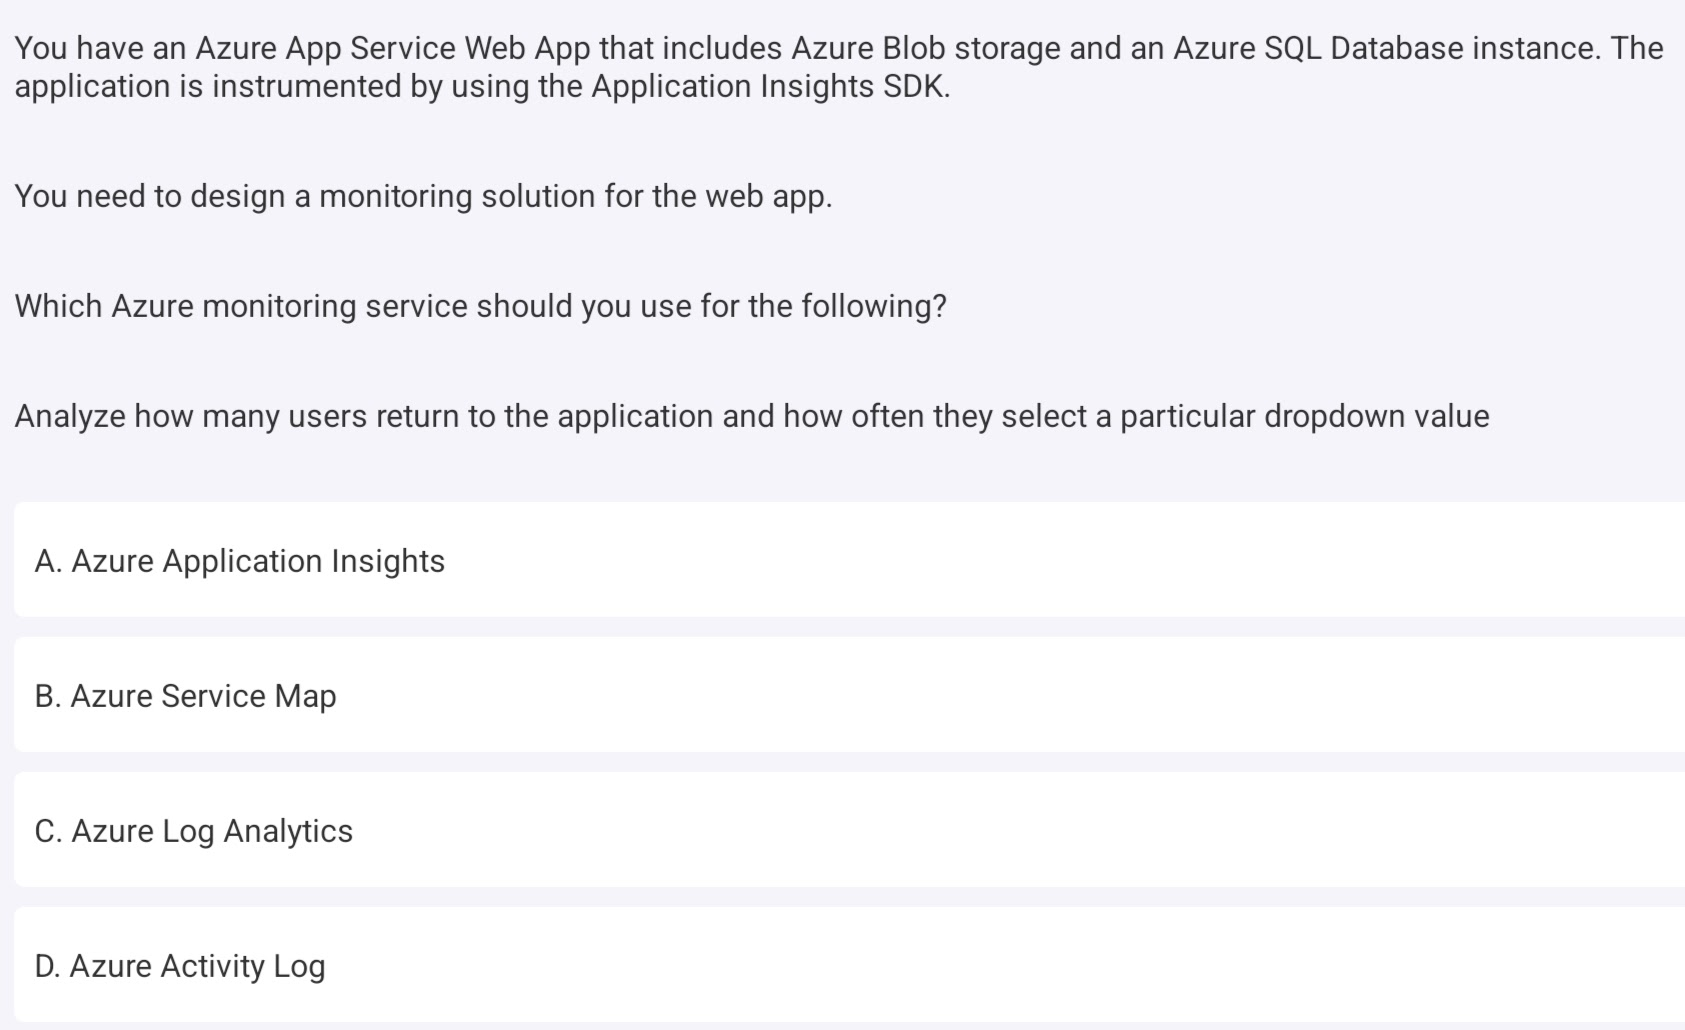 You have an Azure App Service Web App that includes Azure Blob storage and an Azure SQL Database instance. The
application is instrumented by using the Application Insights SDK.
You need to design a monitoring solution for the web app.
Which Azure monitoring service should you use for the following?
Analyze how many users return to the application and how often they select a particular dropdown value
A. Azure Application Insights
B. Azure Service Map
C. Azure Log Analytics
D. Azure Activity Log